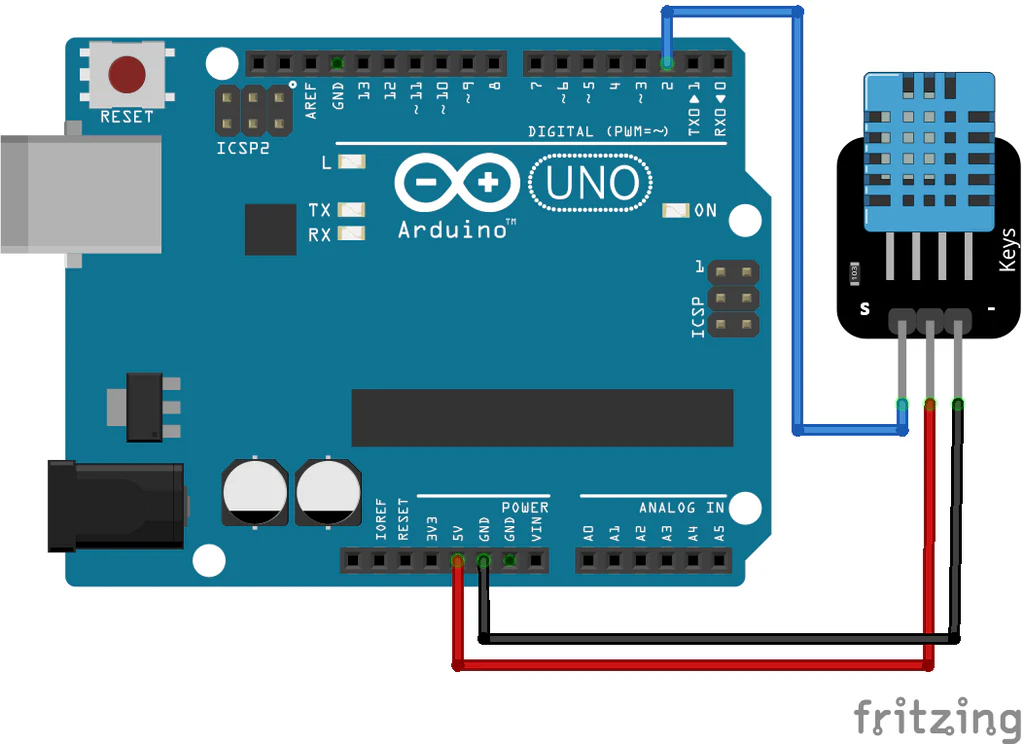 RESET
ICSP2
AREF
GND
13
12
~11
~10
~9
8
7
~6
~5
4
~3
2
TX0▶1
RX0◀0
DIGITAL (PWM=~)
L
TX
RX
UNO
Arduino™
ON
1
ICSP
103
Keys
S
-
POWER
ANALOG IN
IOREF
RESET
3V3
5V
GND
GND
VIN
A0
A1
A2
A3
A4
A5
fritzing